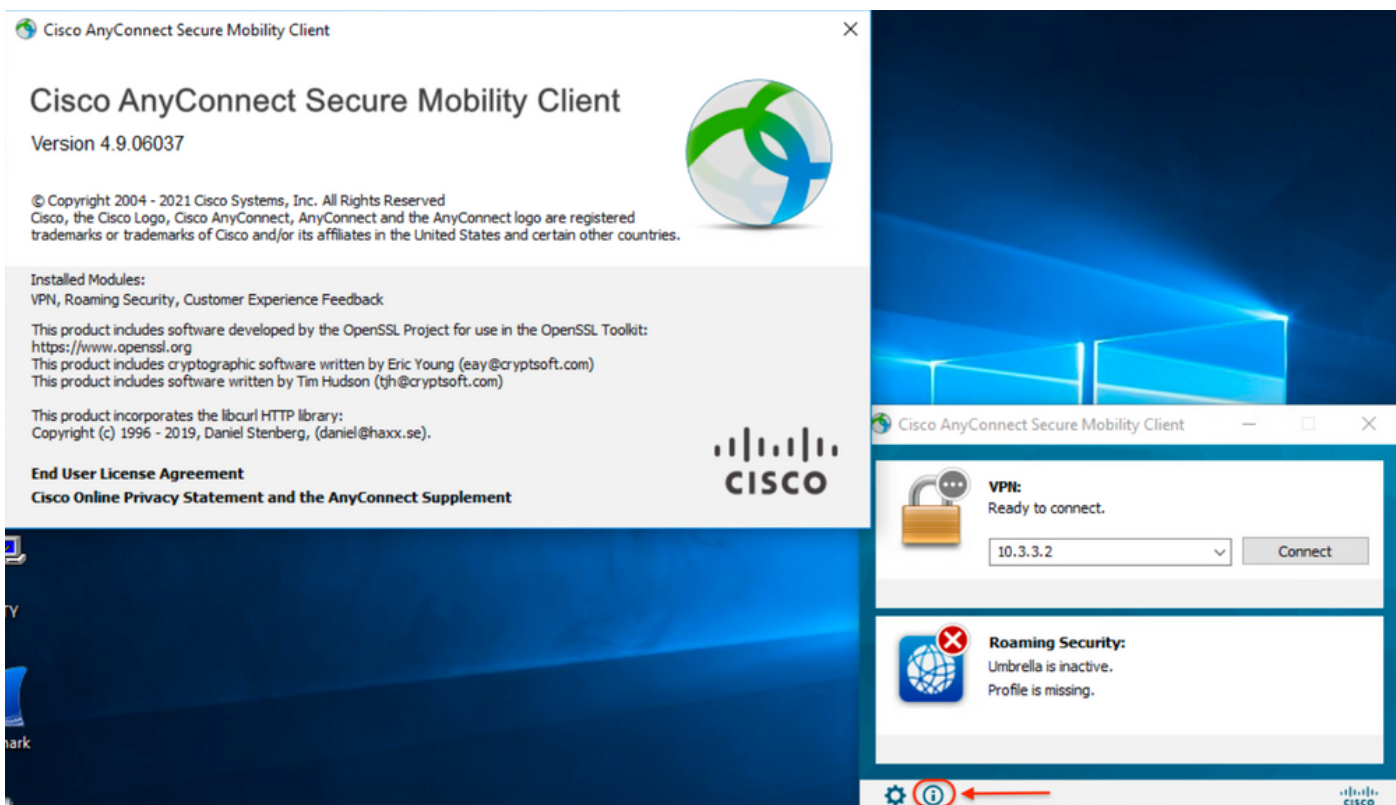 Cisco AnyConnect Secure Mobility Client
Cisco AnyConnect Secure Mobility Client
Version 4.9.06037
© Copyright 2004 - 2021 Cisco Systems, Inc. All Rights Reserved
Cisco, the Cisco Logo, Cisco AnyConnect, AnyConnect and the AnyConnect logo are registered
trademarks or trademarks of Cisco and/or its affiliates in the United States and certain other countries.
Installed Modules:
VPN, Roaming Security, Customer Experience Feedback
This product includes software developed by the OpenSSL Project for use in the OpenSSL Toolkit:
https://www.openssl.org
This product includes cryptographic software written by Eric Young (eay@cryptsoft.com)
This product includes software written by Tim Hudson (tjh@cryptsoft.com)
This product incorporates the libcurl HTTP library:
Copyright (c) 1996 - 2019, Daniel Stenberg, (daniel@haxx.se).
End User License Agreement
Cisco Online Privacy Statement and the AnyConnect Supplement
CISCO
TY
ark
Cisco AnyConnect Secure Mobility Client
VPN:
Ready to connect.
10.3.3.2
Connect
Roaming Security:
Umbrella is inactive.
Profile is missing.
CISCO